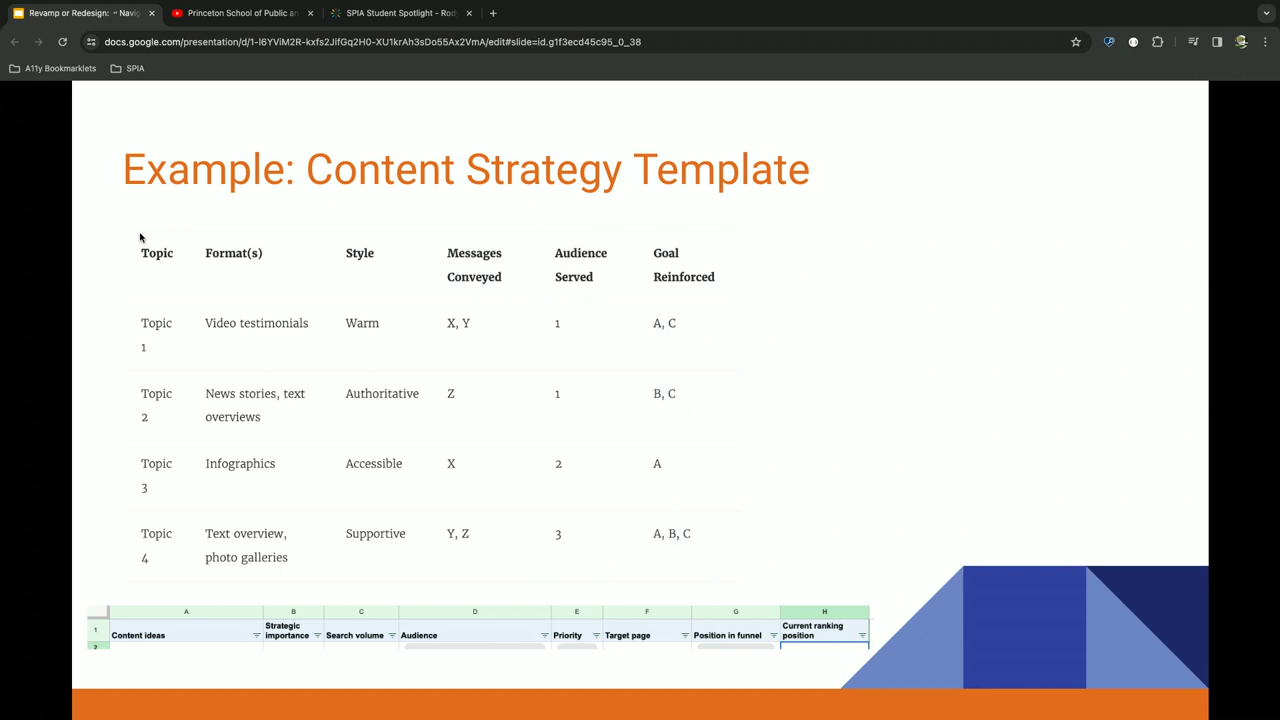 Revamp or Redesign: " Navig
Princeton School of Public an
SPIA Student Spotlight - Rod
docs.google.com/presentation/d/1-l6YViM2R-kxfs2JifGq2H0-XU1krAh3sDo55Ax2VmA/edit#slide=id.g1f3ecd45c95_0_38
A11y Bookmarklets
SPIA
Example: Content Strategy Template
Topic Format(s) Style Messages Audience Goal
Conveyed Served Reinforced
Topic Video testimonials Warm X, Y 1 A, C
1
Topic News stories, text Authoritative Z 1 B, C
2 overviews
Topic Infographics Accessible X 2 A
3
Topic Text overview, Supportive Y, Z 3 A, B, C
4 photo galleries
A B C D E F G H
1 Content ideas Strategic importance Search volume Audience Priority Target page Position in funnel Current ranking position
2